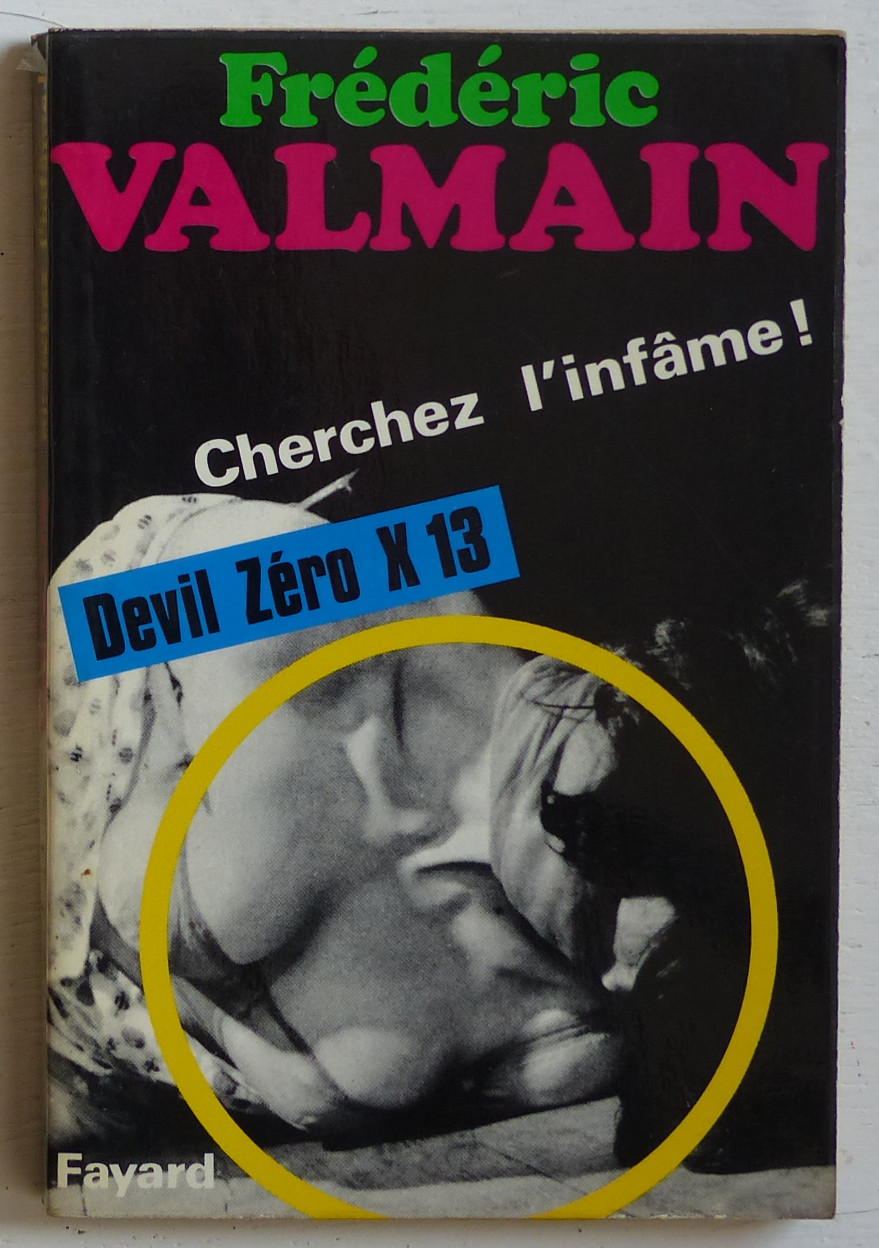 Frédéric
VALMAIN
Cherchez l'infâme!
Devil Zéro X 13
Fayard